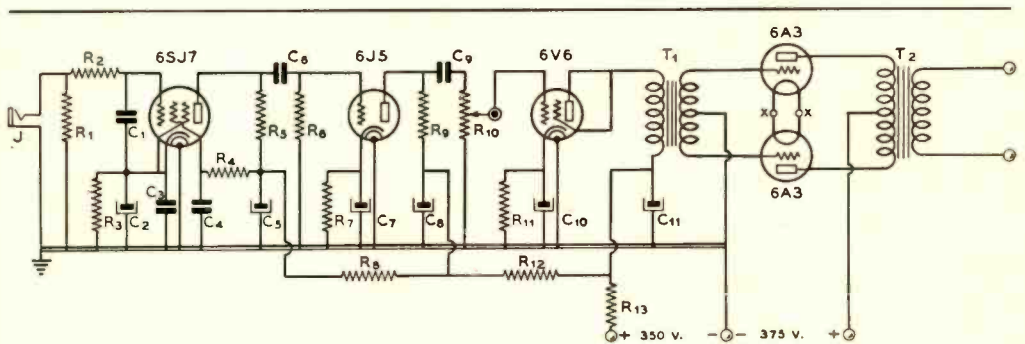 6SJ7 C6 6J5 C9 6V6 T1 6A3 T2
R2 R1 C1 R5 R6 R9 R10 X X
J R4 6A3
R3 C2 C3 C4 C5 R7 C7 C8 R11 C10 C11
R8 R12
R13
+ 350 V. - - 375 V. +